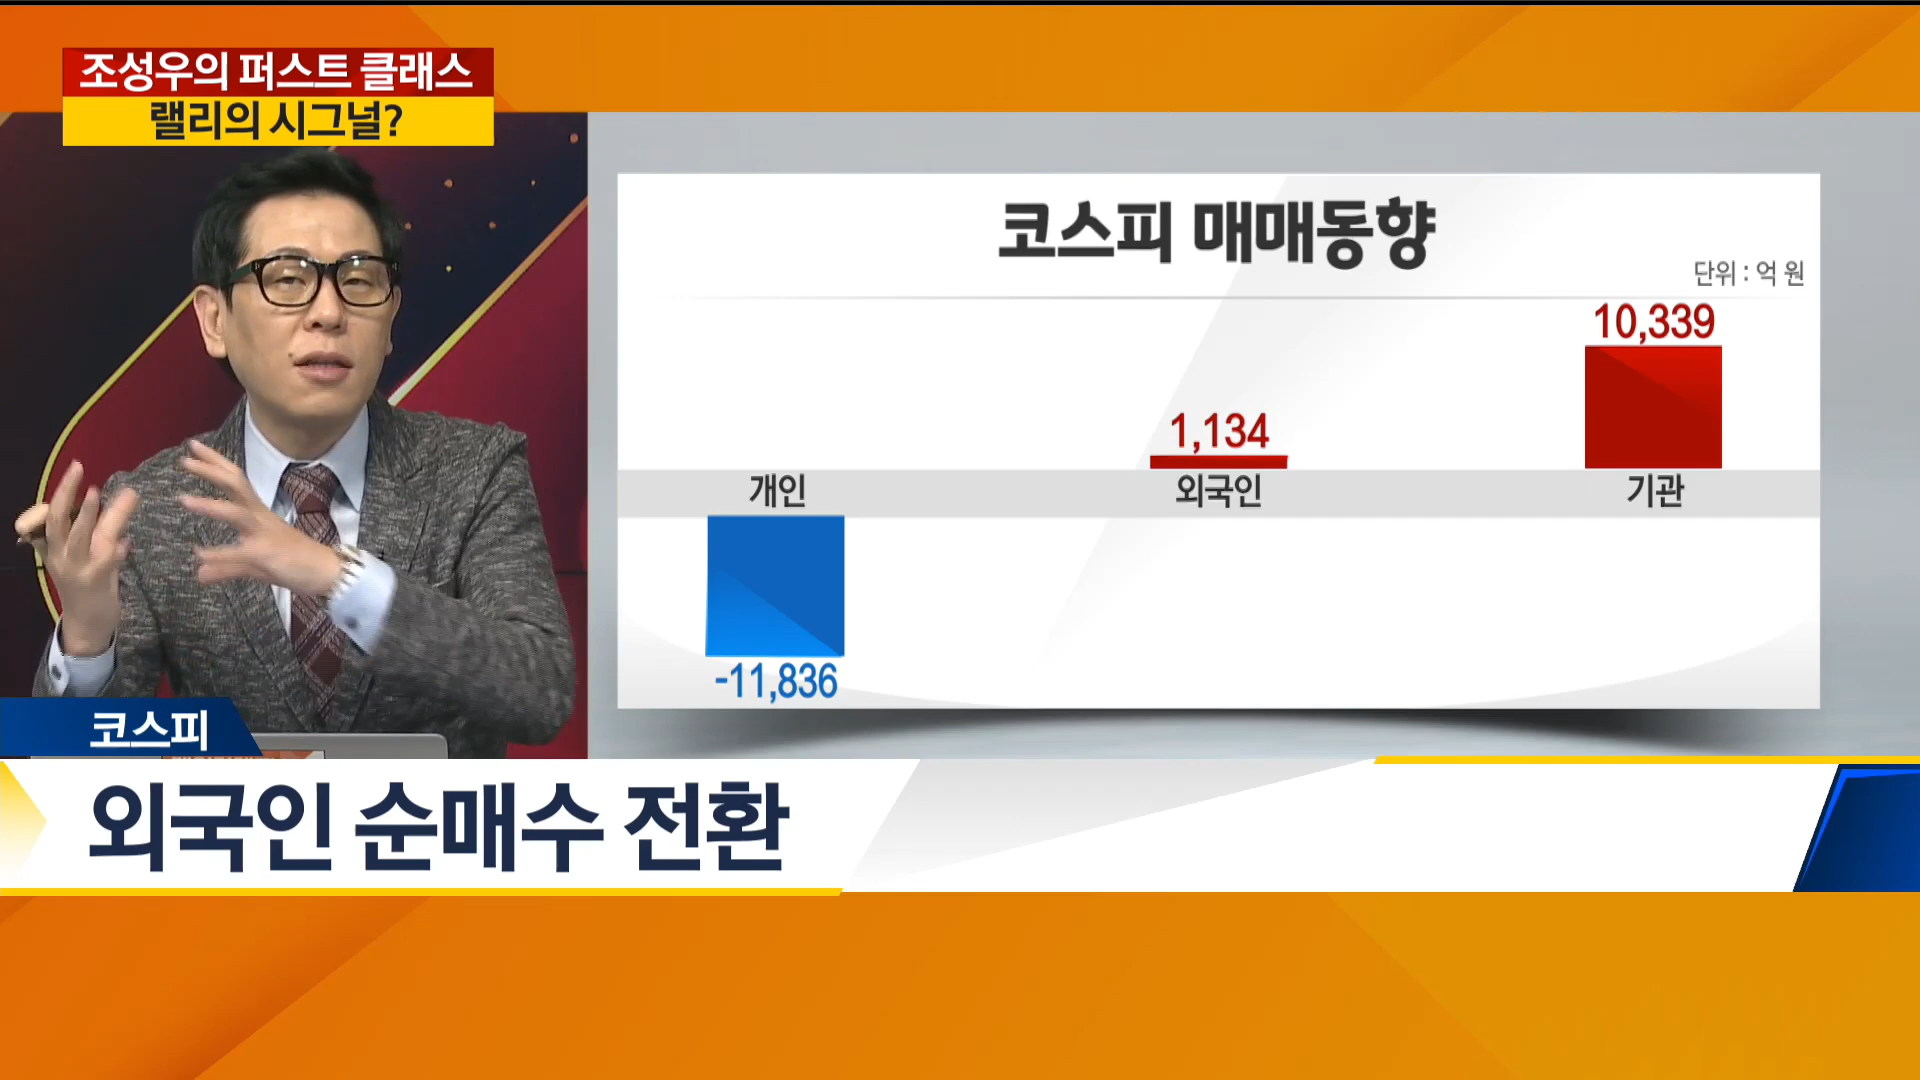 조성우의 퍼스트 클래스
랠리의 시그널?
코스피 매매동향
단위 : 억 원
10,339
1,134
개인
외국인
기관
-11,836
코스피
외국인 순매수 전환